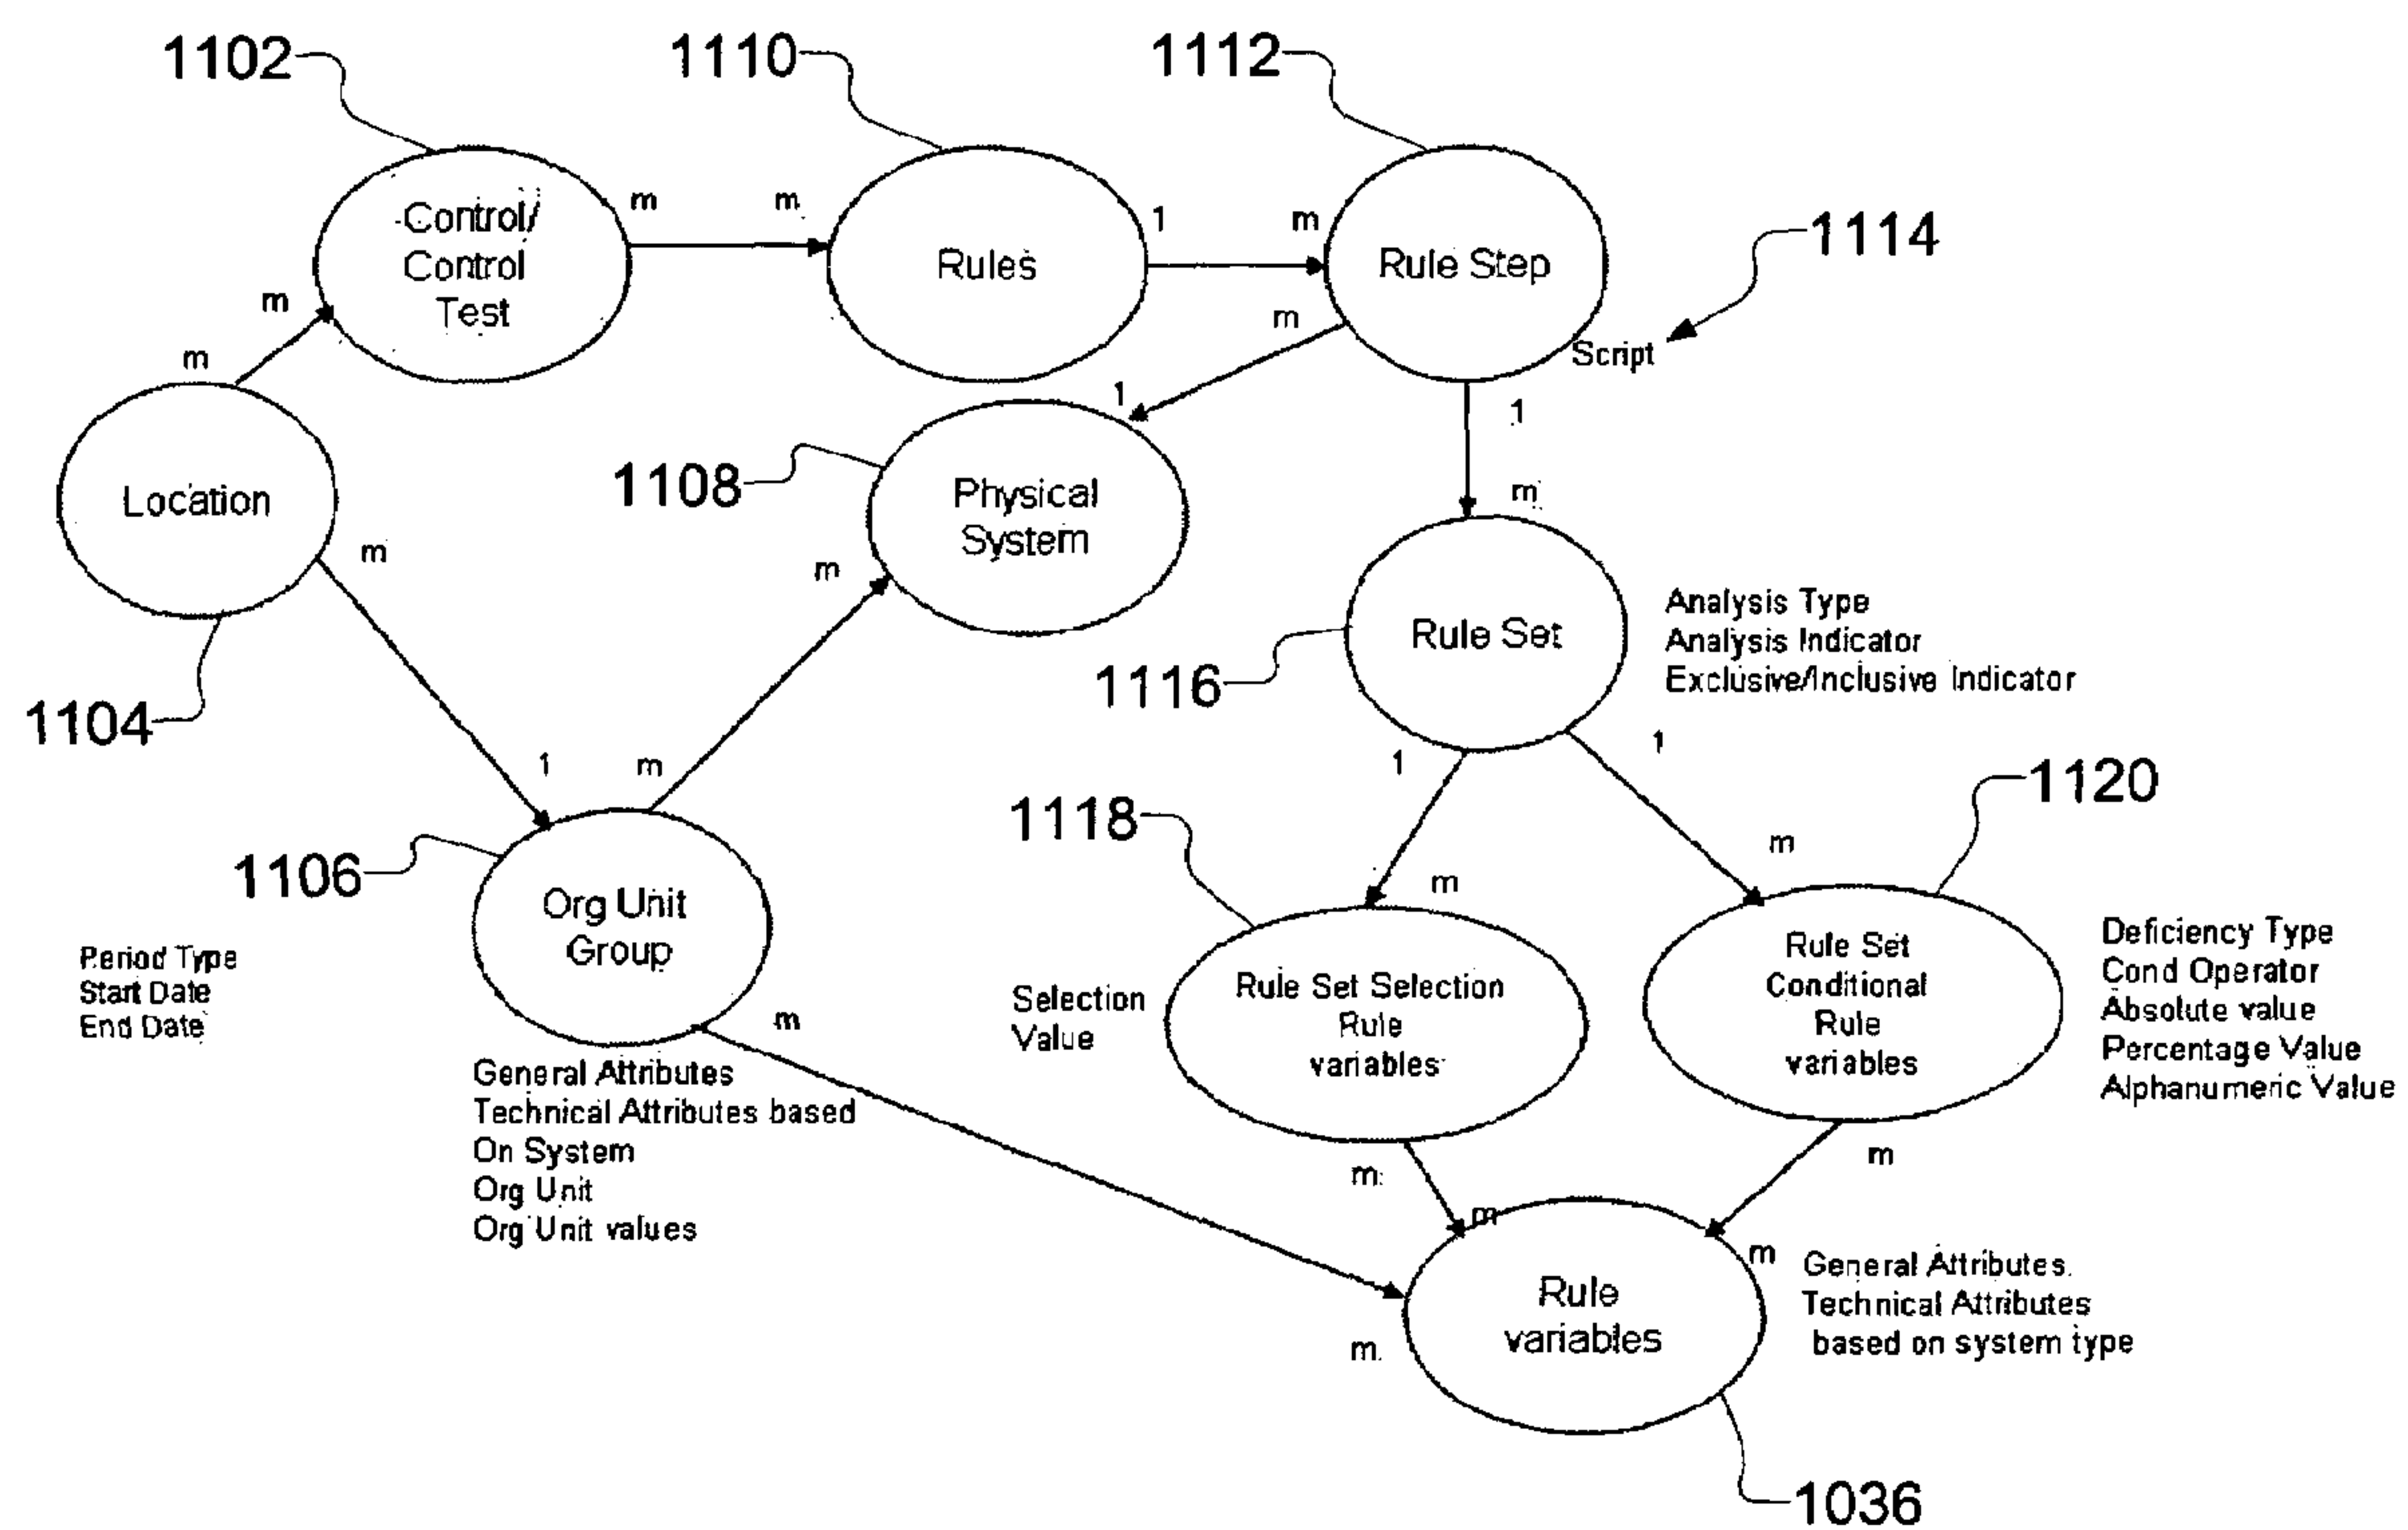 1102
1110
1112
m
m
Control/
Control
Test
Rules
1
m
Rule Step
1114
Script
m
m
m
1
1
Location
1108
Physical
System
m
m
m
Rule Set
Analysis Type
Analysis Indicator
Exclusive/Inclusive Indicator
1116
1104
1
m
1
1
1118
1120
1106
m
m
Org Unit
Group
Period Type
Start Date
End Date
m
Selection
Value
Rule Set Selection
Rule
variables
Rule Set
Conditional
Rule
variables
Deficiency Type
Cond Operator
Absolute value
Percentage Value
Alphanumeric Value
General Attributes
Technical Attributes based
On System
Org Unit
Org Unit values
m
m
m
m
m
Rule
variables
General Attributes
Technical Attributes
based on system type
1036